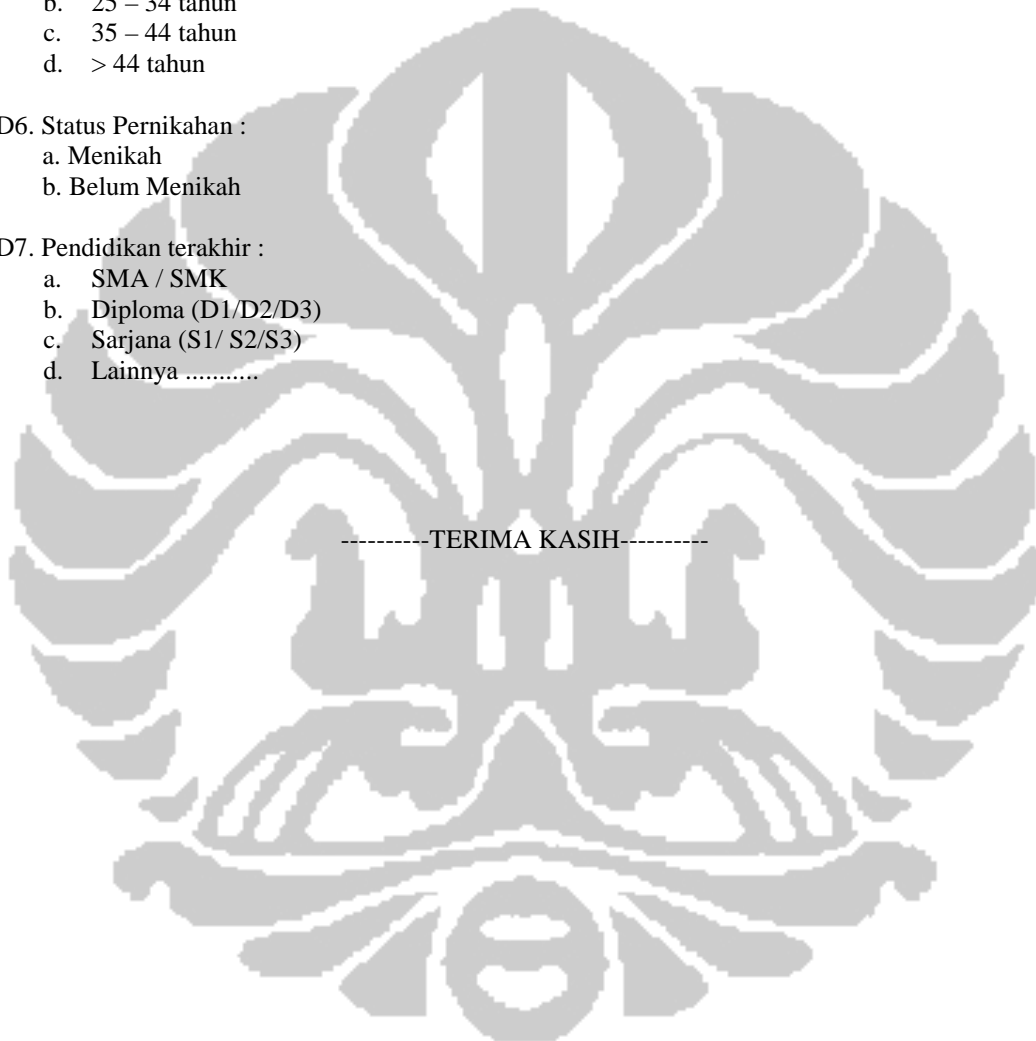 b. 25 – 34 tahun
c. 35 – 44 tahun
d. > 44 tahun
D6. Status Pernikahan :
a. Menikah
b. Belum Menikah
D7. Pendidikan terakhir :
a. SMA / SMK
b. Diploma (D1/D2/D3)
c. Sarjana (S1/ S2/S3)
d. Lainnya ...........
----------TERIMA KASIH----------